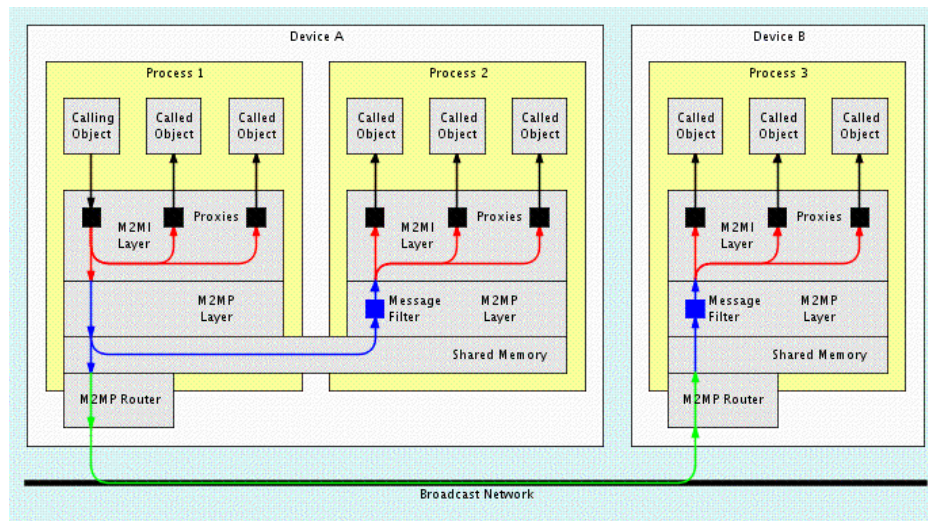 Device A
Device B
Process 1
Process 2
Process 3
Calling
Object
Called
Object
Called
Object
Called
Object
Called
Object
Called
Object
Called
Object
Called
Object
Called
Object
Proxies
M2MI
Layer
Proxies
M2MI
Layer
Proxies
M2MI
Layer
M2MP
Layer
Message
Filter
M2MP
Layer
Message
Filter
M2MP
Layer
Shared Memory
Shared Memory
M2MP Router
M2MP Router
Broadcast Network